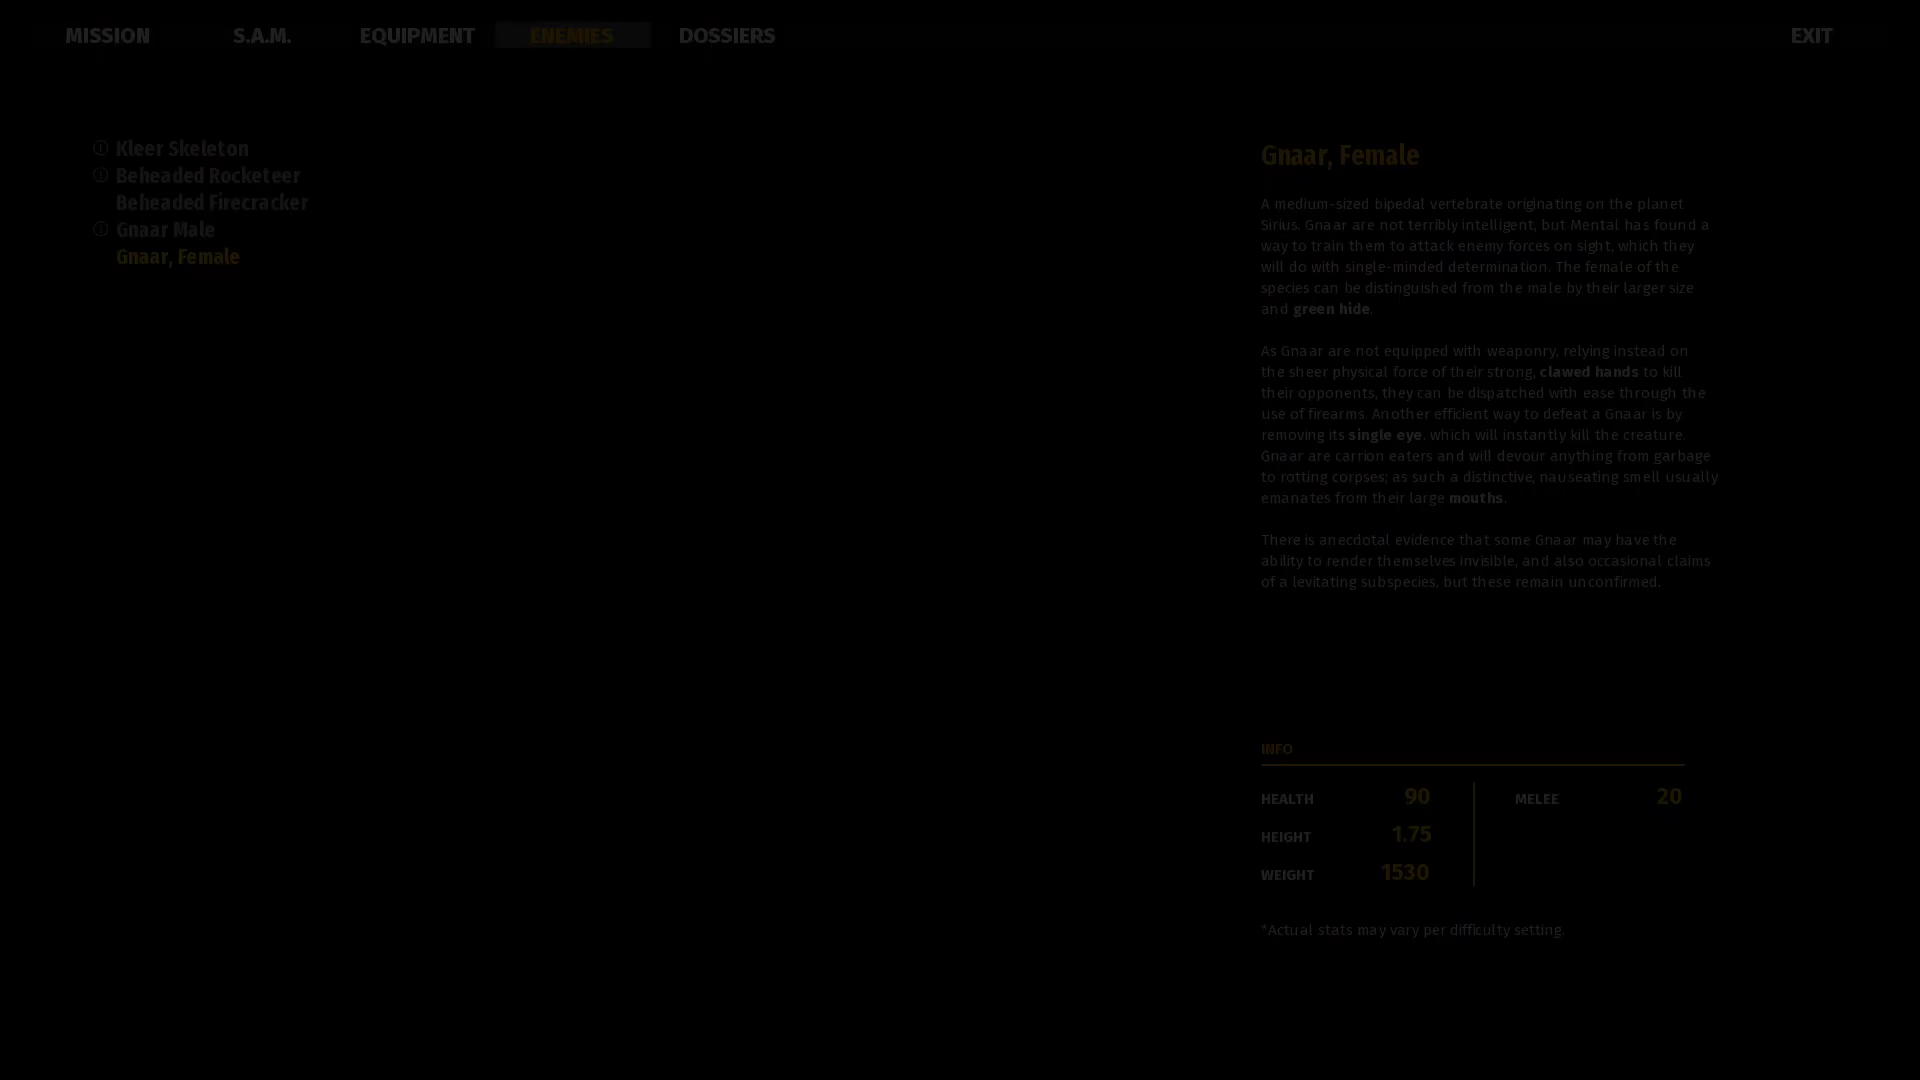 MISSION S.A.M. EQUIPMENT ENEMIES DOSSIERS EXIT
Kleer Skeleton
Beheaded Rocketeer
Beheaded Firecracker
Gnaar Male
Gnaar, Female
Gnaar, Female
A medium-sized bipedal vertebrate originating on the planet
Sirius. Gnaar are not terribly intelligent, but Mental has found a
way to train them to attack enemy forces on sight, which they
will do with single-minded determination. The female of the
species can be distinguished from the male by their larger size
and green hide.
As Gnaar are not equipped with weaponry, relying instead on
the sheer physical force of their strong, clawed hands to kill
their opponents, they can be dispatched with ease through the
use of firearms. Another efficient way to defeat a Gnaar is by
removing its single eye, which will instantly kill the creature.
Gnaar are carrion eaters and will devour anything from garbage
to rotting corpses; as such a distinctive, nauseating smell usually
emanates from their large mouths.
There is anecdotal evidence that some Gnaar may have the
ability to render themselves invisible, and also occasional claims
of a levitating subspecies, but these remain unconfirmed.
INFO
HEALTH 90 MELEE 20
HEIGHT 1.75
WEIGHT 1530
*Actual stats may vary per difficulty setting.